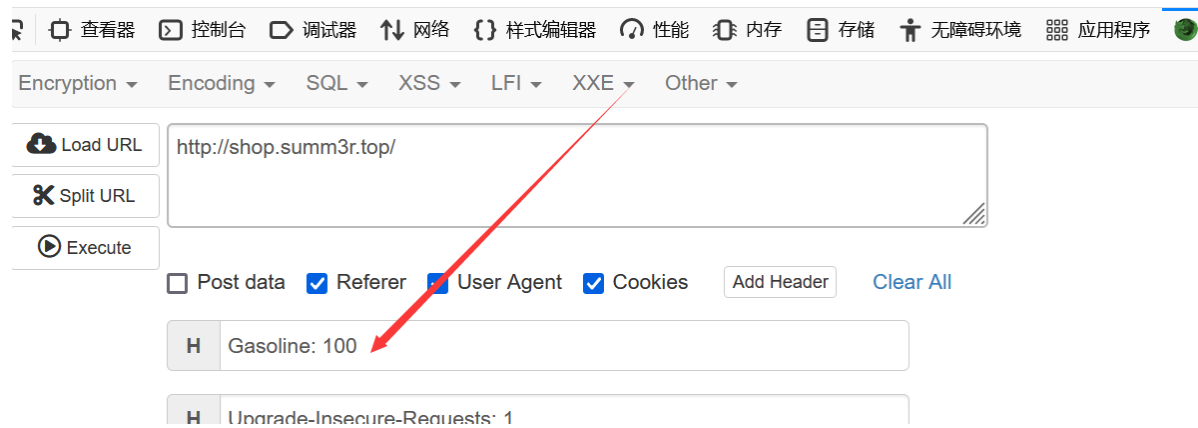 查看器 控制台 调试器 网络 样式编辑器 性能 内存 存储 无障碍环境 应用程序
Encryption Encoding SQL XSS LFI XXE Other
Load URL
http://shop.summ3r.top/
Split URL
Execute
Post data Referer User Agent Cookies Add Header Clear All
H Gasoline: 100
H Upgrade-Insecure-Requests: 1